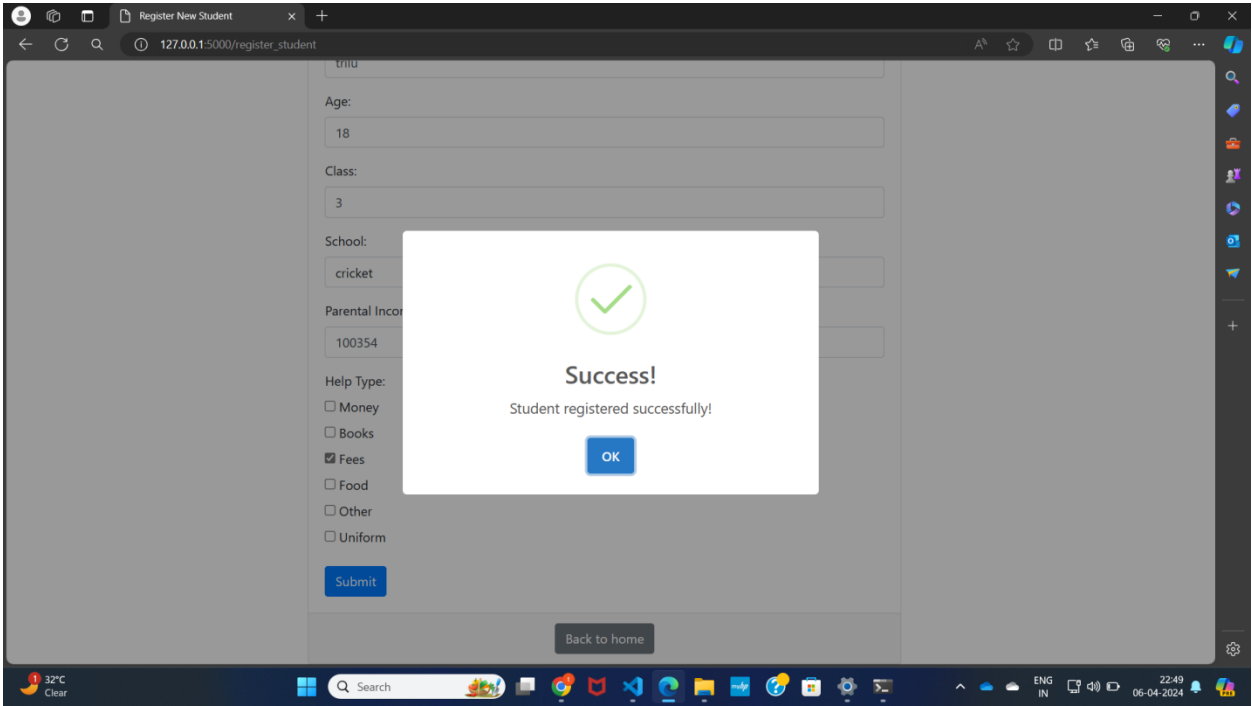 Register New Student
127.0.0.1:5000/register_student
trilu
Age:
18
Class:
3
School:
cricket
Parental Incor
100354
Help Type:
Money
Books
Fees
Food
Other
Uniform
Submit
Back to home
Success!
Student registered successfully!
OK
1
32°C
Clear
Search
ENG
IN
22:49
06-04-2024